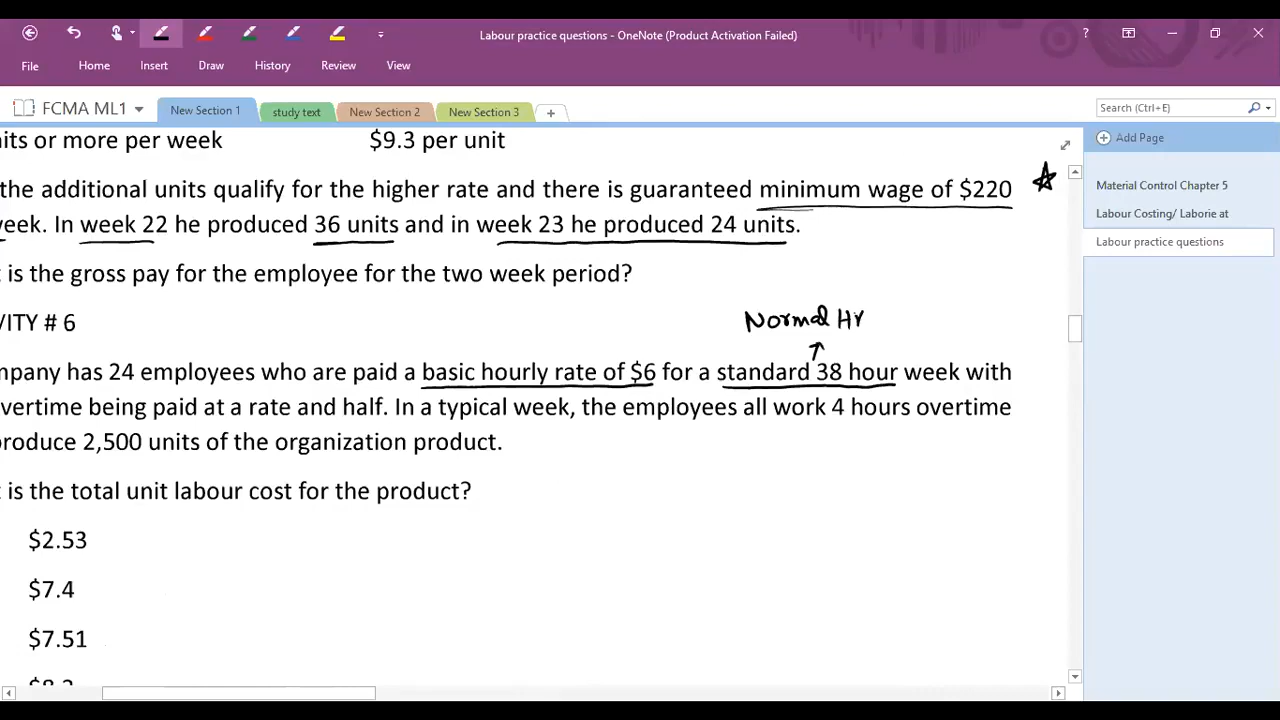 Labour practice questions - OneNote (Product Activation Failed)
File Home Insert Draw History Review View
FCMA ML1 New Section 1 study text New Section 2 New Section 3
Search (Ctrl+E)
Add Page
Material Control Chapter 5
Labour Costing/ Laborie at
Labour practice questions
nits or more per week $9.3 per unit
the additional units qualify for the higher rate and there is guaranteed minimum wage of $220
week. In week 22 he produced 36 units and in week 23 he produced 24 units.
t is the gross pay for the employee for the two week period?
VITY # 6
Normal Hr
mpany has 24 employees who are paid a basic hourly rate of $6 for a standard 38 hour week with
overtime being paid at a rate and half. In a typical week, the employees all work 4 hours overtime
produce 2,500 units of the organization product.
t is the total unit labour cost for the product?
$2.53
$7.4
$7.51